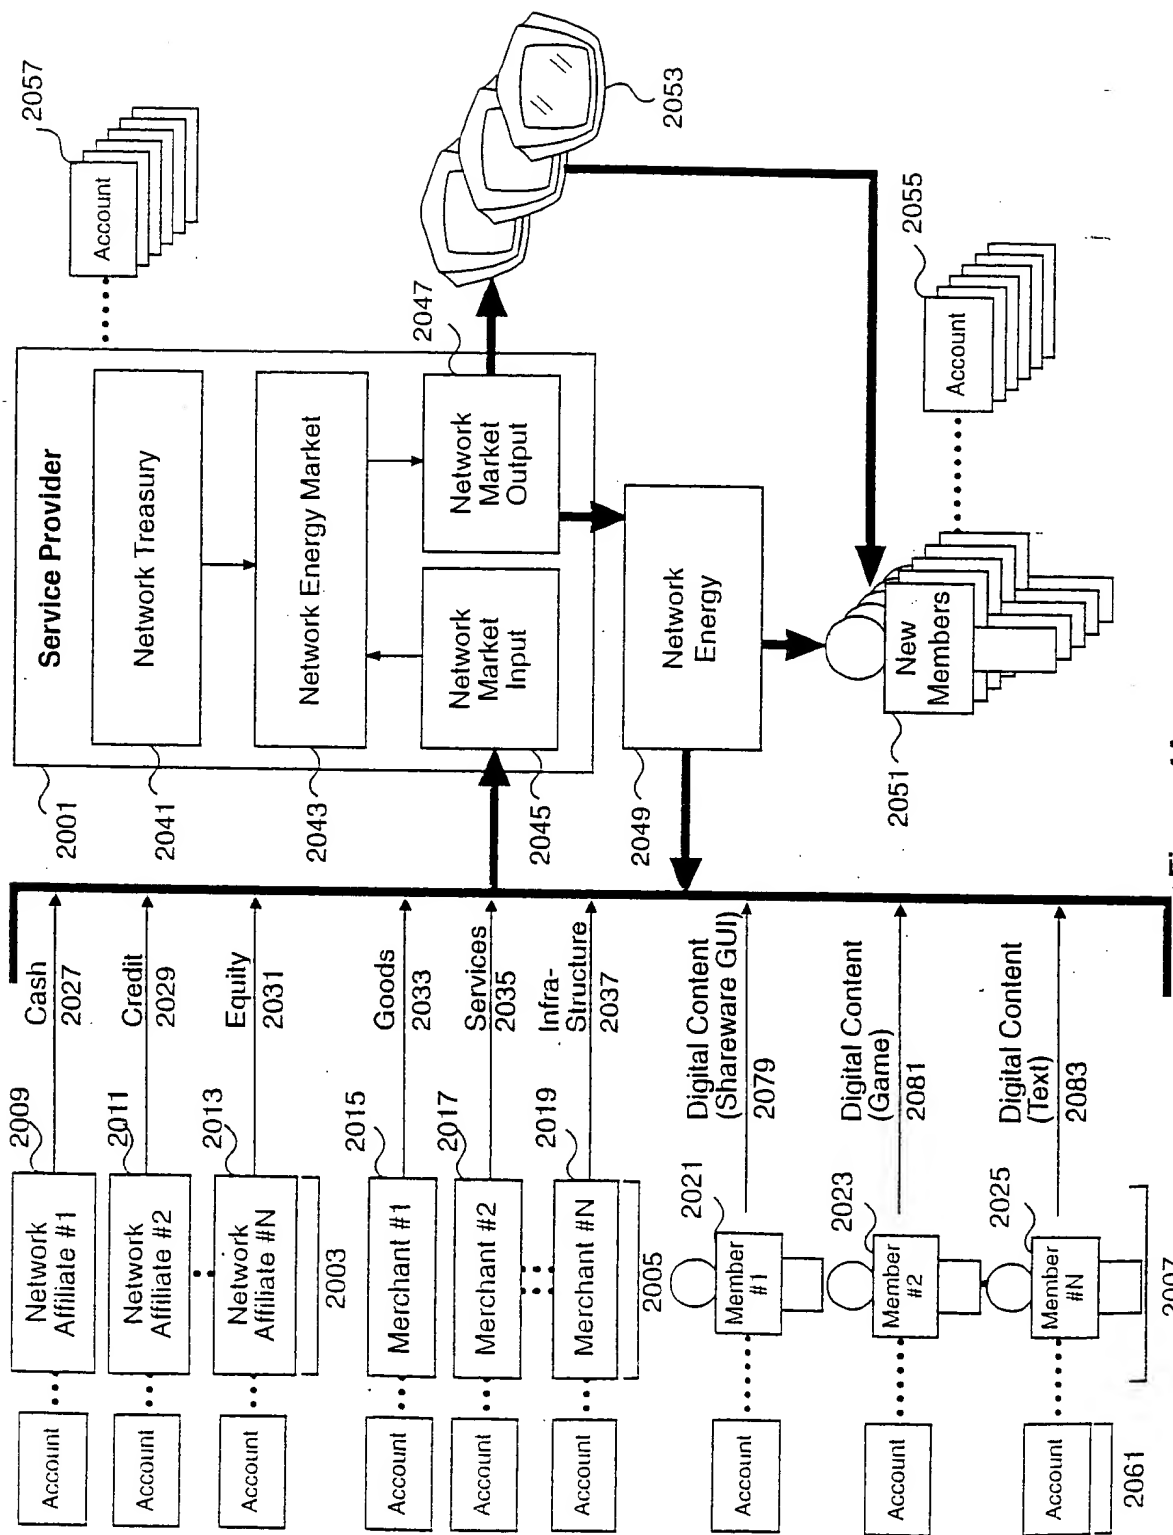 Account
Network
Affiliate #1
2009
Cash
2027
Account
Network
Affiliate #2
2011
Credit
2029
Account
Network
Affiliate #N
2013
Equity
2031
2003
Account
Merchant #1
2015
Goods
2033
Account
Merchant #2
2017
Services
2035
Account
Merchant #N
2019
Infra-
Structure
2037
2005
Account
Member
#1
2021
Digital Content
(Shareware GUI)
2079
Account
Member
#2
2023
Digital Content
(Game)
2081
Account
Member
#N
2025
Digital Content
(Text)
2083
2061
2007
2001
Service Provider
2041
Network Treasury
2043
Network Energy Market
2045
Network
Market
Input
Network
Market
Output
2047
Account
2057
2053
2049
Network
Energy
2051
New
Members
Account
2055